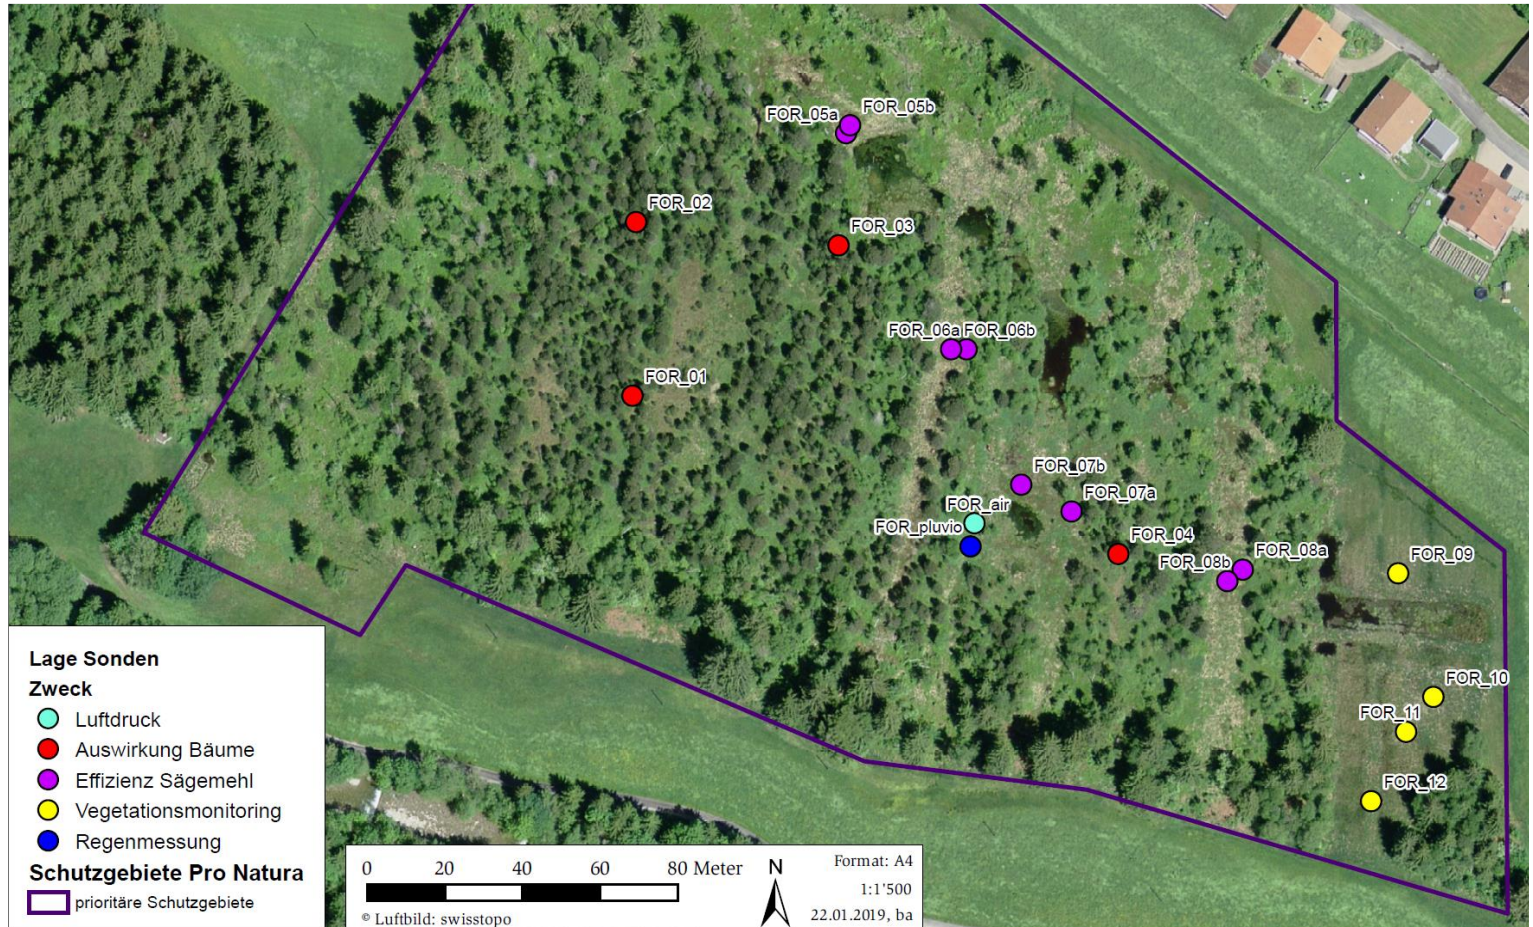 FOR_05a
FOR_05b
FOR_02
FOR_03
FOR_06a
FOR_06b
FOR_01
FOR_07b
FOR_07a
FOR_air
FOR_pluvio
FOR_04
FOR_08b
FOR_08a
FOR_09
FOR_10
FOR_11
FOR_12
Lage Sonden
Zweck
Luftdruck
Auswirkung Bäume
Effizienz Sägemehl
Vegetationsmonitoring
Regenmessung
Schutzgebiete Pro Natura
prioritäre Schutzgebiete
0 20 40 60 80 Meter
© Luftbild: swisstopo
N
Format: A4
1:1'500
22.01.2019, ba